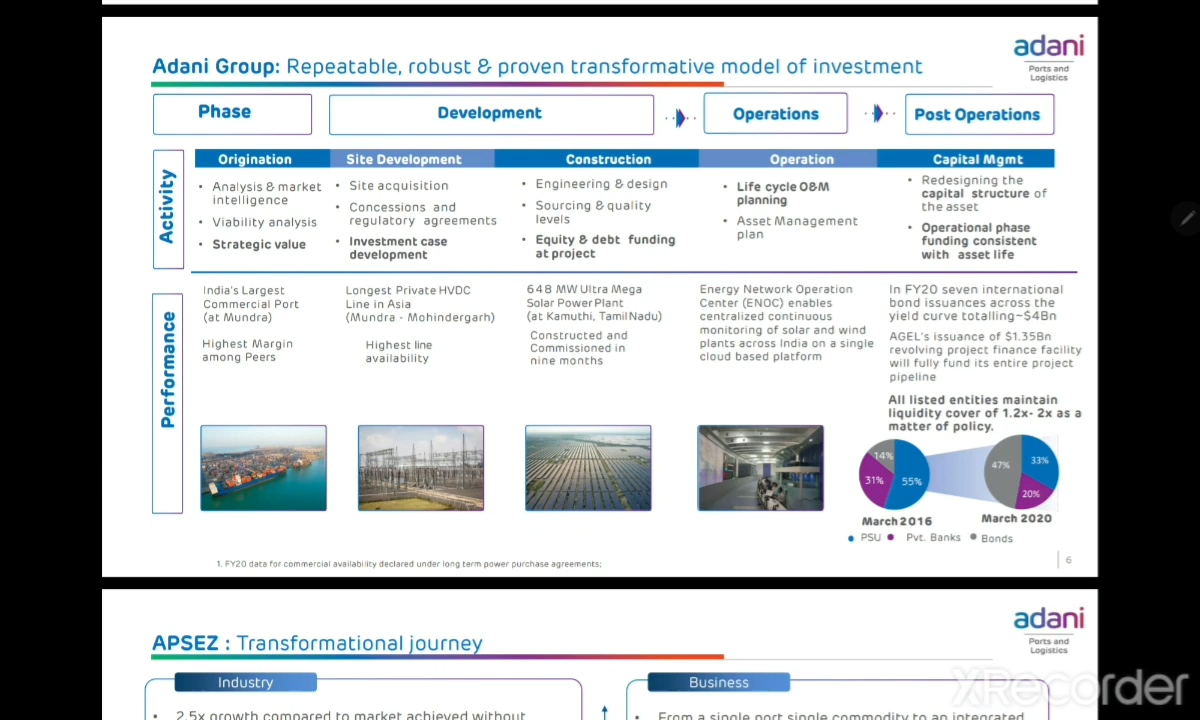 adani
Ports and
Logistics
Adani Group: Repeatable, robust & proven transformative model of investment
Phase
Development
Operations
Post Operations
Activity
Origination
Site Development
Construction
Operation
Capital Mgmt
• Analysis & market
intelligence
• Viability analysis
• Strategic value
• Site acquisition
• Concessions and
regulatory agreements
• Investment case
development
• Engineering & design
• Sourcing & quality
levels
• Equity & debt funding
at project
• Life cycle O&M
planning
• Asset Management
plan
• Redesigning the
capital structure of
the asset
• Operational phase
funding consistent
with asset life
Performance
India's Largest
Commercial Port
(at Mundra)
Highest Margin
among Peers
Longest Private HVDC
Line in Asia
(Mundra - Mohindergarh)
Highest line
availability
648 MW Ultra Mega
Solar Power Plant
(at Kamuthi, TamilNadu)
Constructed and
Commissioned in
nine months
Energy Network Operation
Center (ENOC) enables
centralized continuous
monitoring of solar and wind
plants across India on a single
cloud based platform
In FY20 seven international
bond issuances across the
yield curve totalling~$4Bn
AGEL's issuance of $1.35Bn
revolving project finance facility
will fully fund its entire project
pipeline
All listed entities maintain
liquidity cover of 1.2x- 2x as a
matter of policy.
14%
31%
55%
47%
33%
20%
March 2016
March 2020
PSU
Pvt. Banks
Bonds
1. FY20 data for commercial availability declared under long term power purchase agreements;
6
adani
Ports and
Logistics
APSEZ : Transformational journey
Industry
Business
• 2.5x growth compared to market achieved without
• From a single port single commodity to an integrated
XRecorder